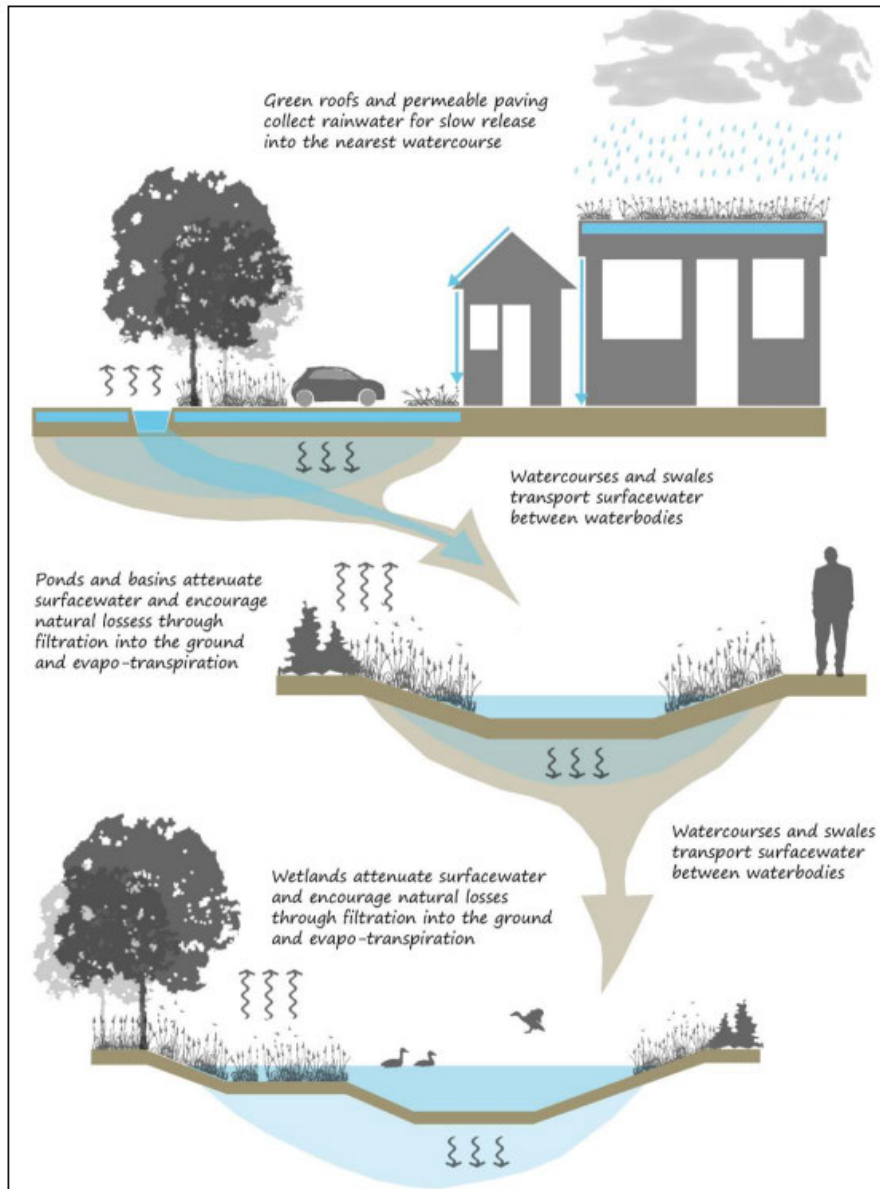 Green roofs and permeable paving
collect rainwater for slow release
into the nearest watercourse
Watercourses and swales
transport surfacewater
between waterbodies
Ponds and basins attenuate
surfacewater and encourage
natural lossess through
filtration into the ground
and evapo-transpiration
Watercourses and swales
transport surfacewater
between waterbodies
Wetlands attenuate surfacewater
and encourage natural losses
through filtration into the ground
and evapo-transpiration